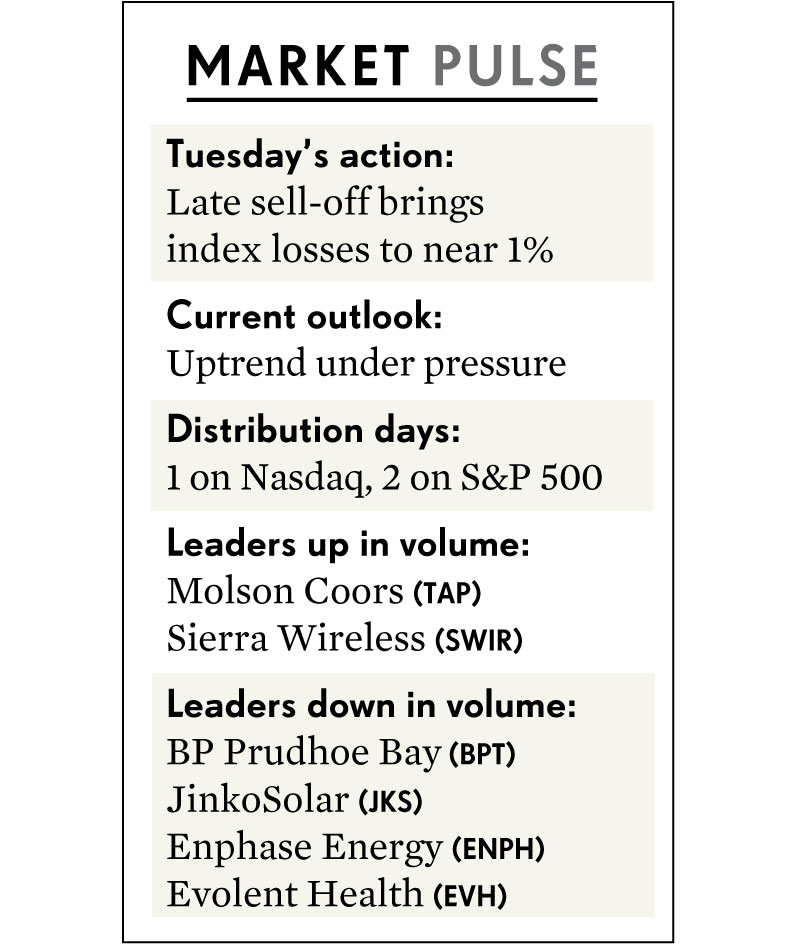 MARKET PULSE
Tuesday’s action:
Late sell-off brings
index losses to near 1%
Current outlook:
Uptrend under pressure
Distribution days:
1 on Nasdaq, 2 on S&P 500
Leaders up in volume:
Molson Coors (TAP)
Sierra Wireless (SWIR)
Leaders down in volume:
BP Prudhoe Bay (BPT)
JinkoSolar (JKS)
Enphase Energy (ENPH)
Evolent Health (EVH)